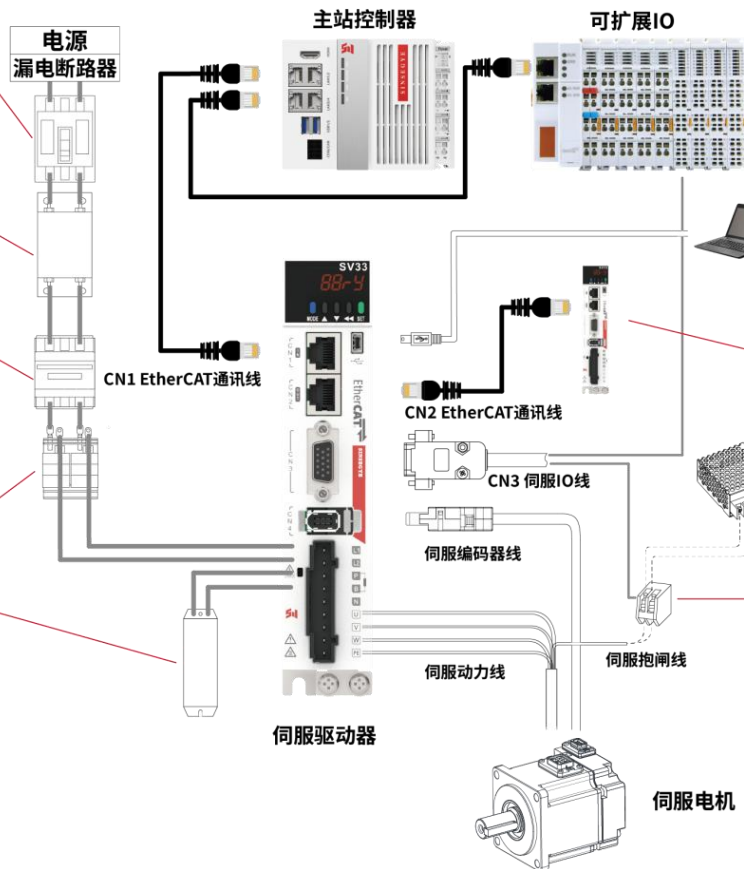 主站控制器
可扩展IO
电源
漏电断路器
SV33
88rY
MODE
SET
CN1 EtherCAT通讯线
CN2 EtherCAT通讯线
EtherCAT
CN3 伺服IO线
伺服编码器线
U
V
W
PE
伺服抱闸线
伺服动力线
伺服驱动器
伺服电机